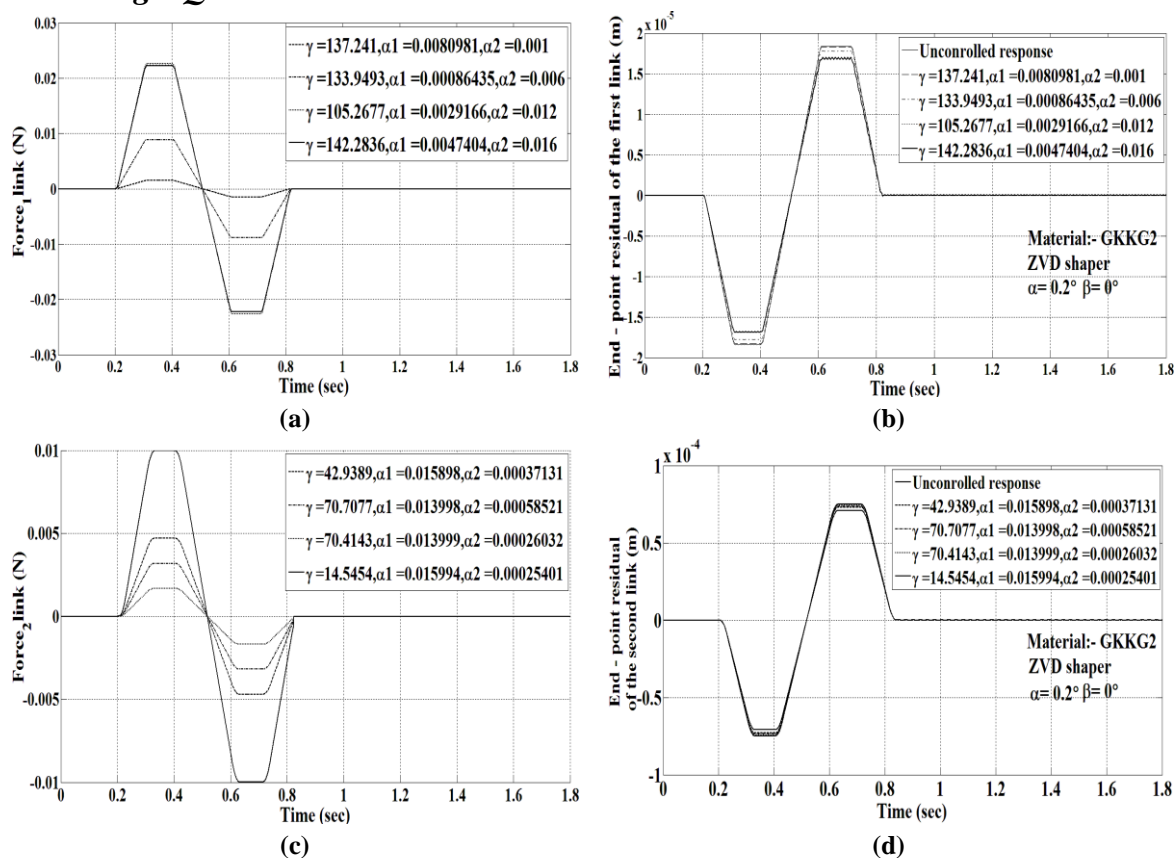 0.03
0.02
0.01
0
-0.01
-0.02
-0.03
Force1link (N)
γ =137.241,α1 =0.0080981,α2 =0.001
γ =133.9493,α1 =0.00086435,α2 =0.006
γ =105.2677,α1 =0.0029166,α2 =0.012
γ =142.2836,α1 =0.0047404,α2 =0.016
0 0.2 0.4 0.6 0.8 1 1.2 1.4 1.6 1.8
Time (sec)
(a)
x 10-5
2
1.5
1
0.5
0
-0.5
-1
-1.5
-2
End - point residual of the first link (m)
Unconrolled response
γ =137.241,α1 =0.0080981,α2 =0.001
γ =133.9493,α1 =0.00086435,α2 =0.006
γ =105.2677,α1 =0.0029166,α2 =0.012
γ =142.2836,α1 =0.0047404,α2 =0.016
Material:- GKKG2
ZVD shaper
α= 0.2° β= 0°
0 0.2 0.4 0.6 0.8 1 1.2 1.4 1.6 1.8
Time (sec)
(b)
0.01
0.005
0
-0.005
-0.01
Force2link (N)
γ =42.9389,α1 =0.015898,α2 =0.00037131
γ =70.7077,α1 =0.013998,α2 =0.00058521
γ =70.4143,α1 =0.013999,α2 =0.00026032
γ =14.5454,α1 =0.015994,α2 =0.00025401
0 0.2 0.4 0.6 0.8 1 1.2 1.4 1.6 1.8
Time (sec)
(c)
x 10-4
1
0.5
0
-0.5
-1
End - point residual
of the second link (m)
Unconrolled response
γ =42.9389,α1 =0.015898,α2 =0.00037131
γ =70.7077,α1 =0.013998,α2 =0.00058521
γ =70.4143,α1 =0.013999,α2 =0.00026032
γ =14.5454,α1 =0.015994,α2 =0.00025401
Material:- GKKG2
ZVD shaper
α= 0.2° β= 0°
0 0.2 0.4 0.6 0.8 1 1.2 1.4 1.6 1.8
Time (sec)
(d)